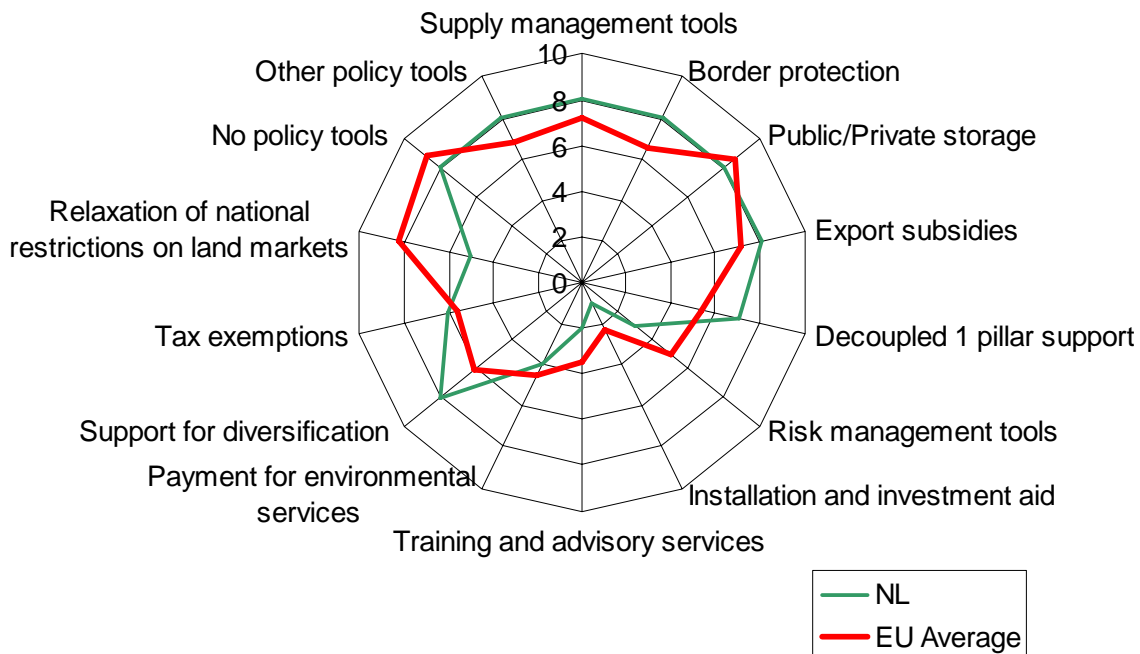 Supply management tools
10
Other policy tools
Border protection
8
No policy tools
Public/Private storage
6
4
Relaxation of national
restrictions on land markets
Export subsidies
2
0
Tax exemptions
Decoupled 1 pillar support
Support for diversification
Risk management tools
Payment for environmental
services
Installation and investment aid
Training and advisory services
NL
EU Average